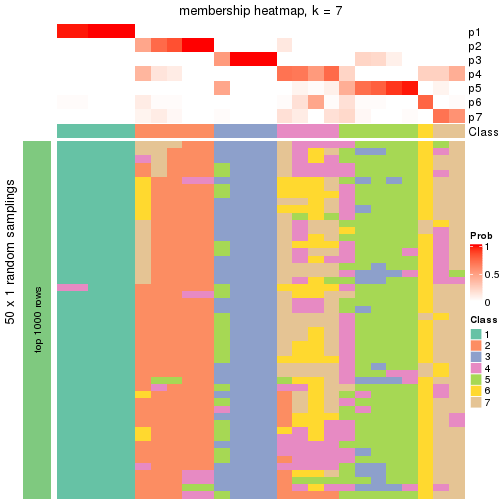 membership heatmap, k = 7
p1
p2
p3
p4
p5
p6
p7
Class
50 x 1 random samplings
top 1000 rows
Prob
1
0.5
0
Class
1
2
3
4
5
6
7